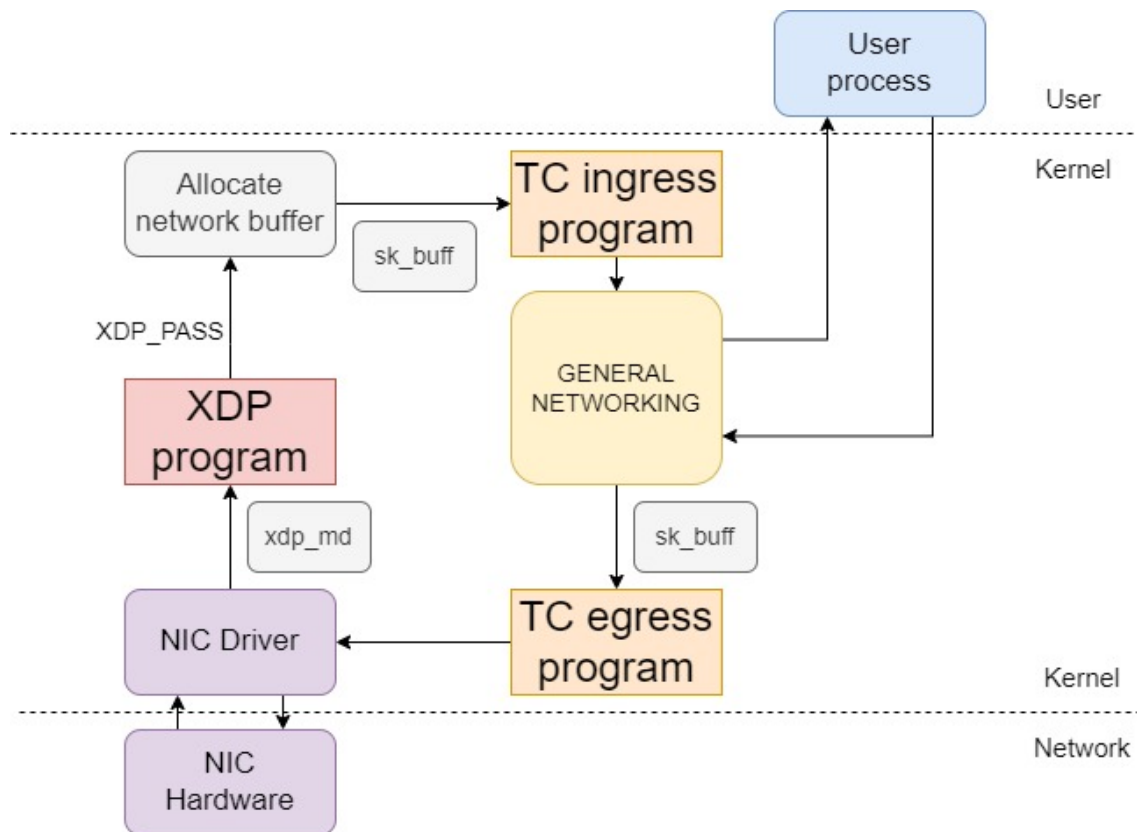 User
process
User
Kernel
Allocate
network buffer
TC ingress
program
sk_buff
XDP_PASS
GENERAL
NETWORKING
XDP
program
xdp_md
sk_buff
NIC Driver
TC egress
program
Kernel
Network
NIC
Hardware